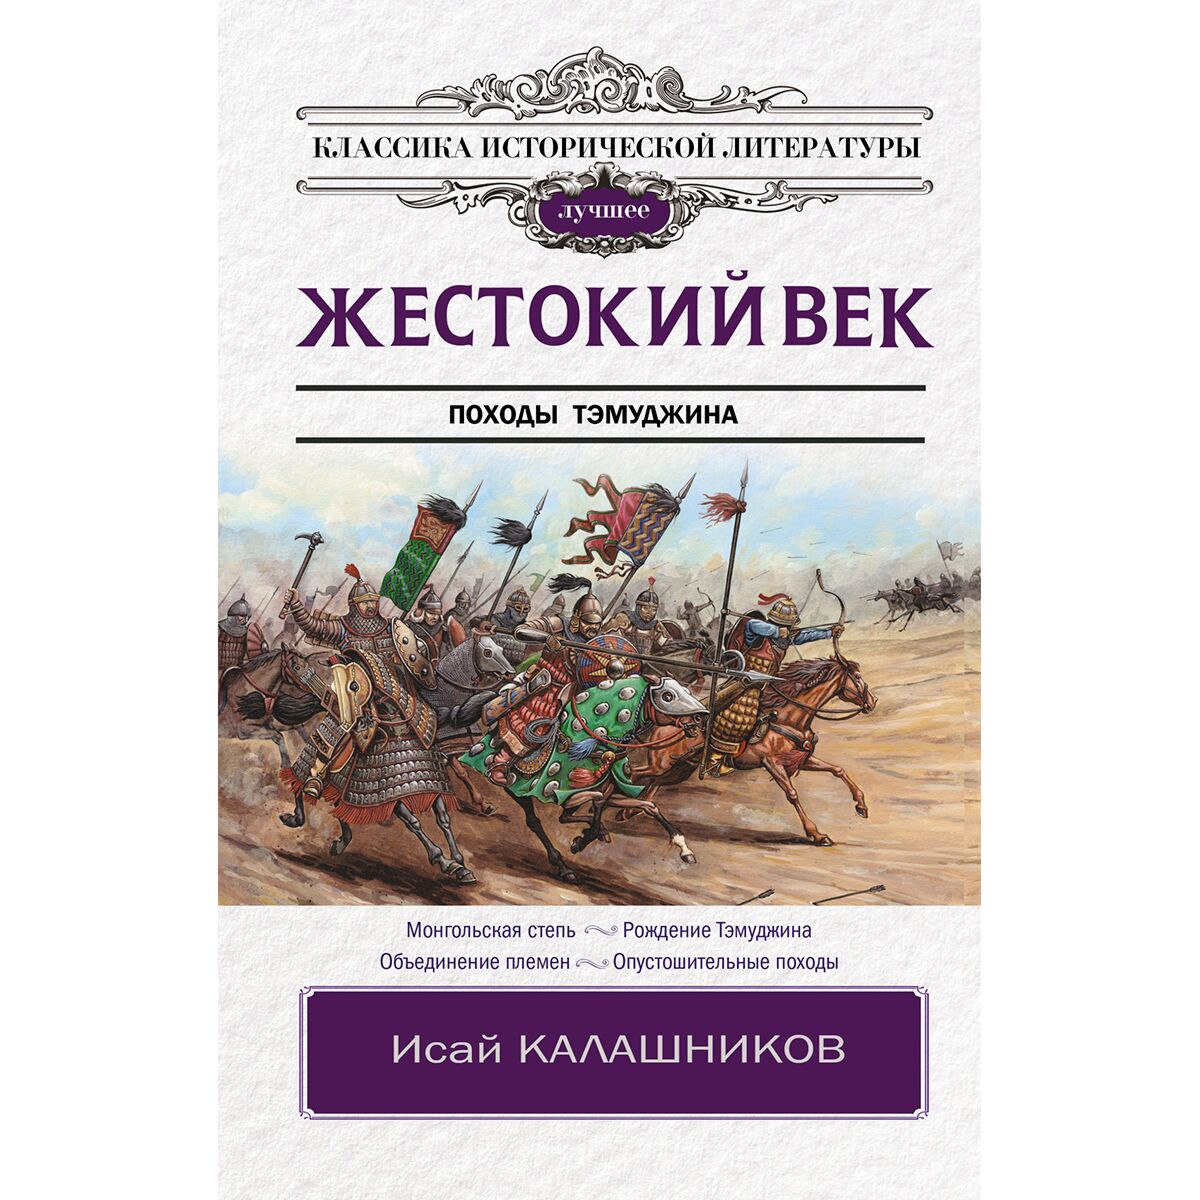 КЛАССИКА ИСТОРИЧЕСКОЙ ЛИТЕРАТУРЫ
лучшее
ЖЕСТОКИЙ ВЕК
ПОХОДЫ ТЭМУДЖИНА
Монгольская степь Рождение Тэмуджина
Объединение племен Опустошительные походы
Исай КАЛАШНИКОВ